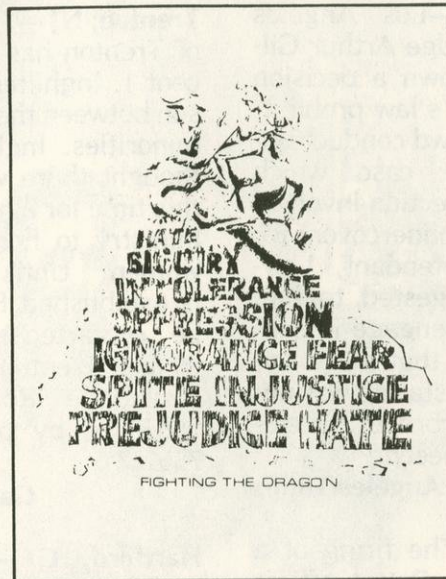 HATE
BIGOTRY
INTOLERANCE
OPPRESSION
IGNORANCE FEAR
SPITE INJUSTICE
PREJUDICE HATE
FIGHTING THE DRAGON